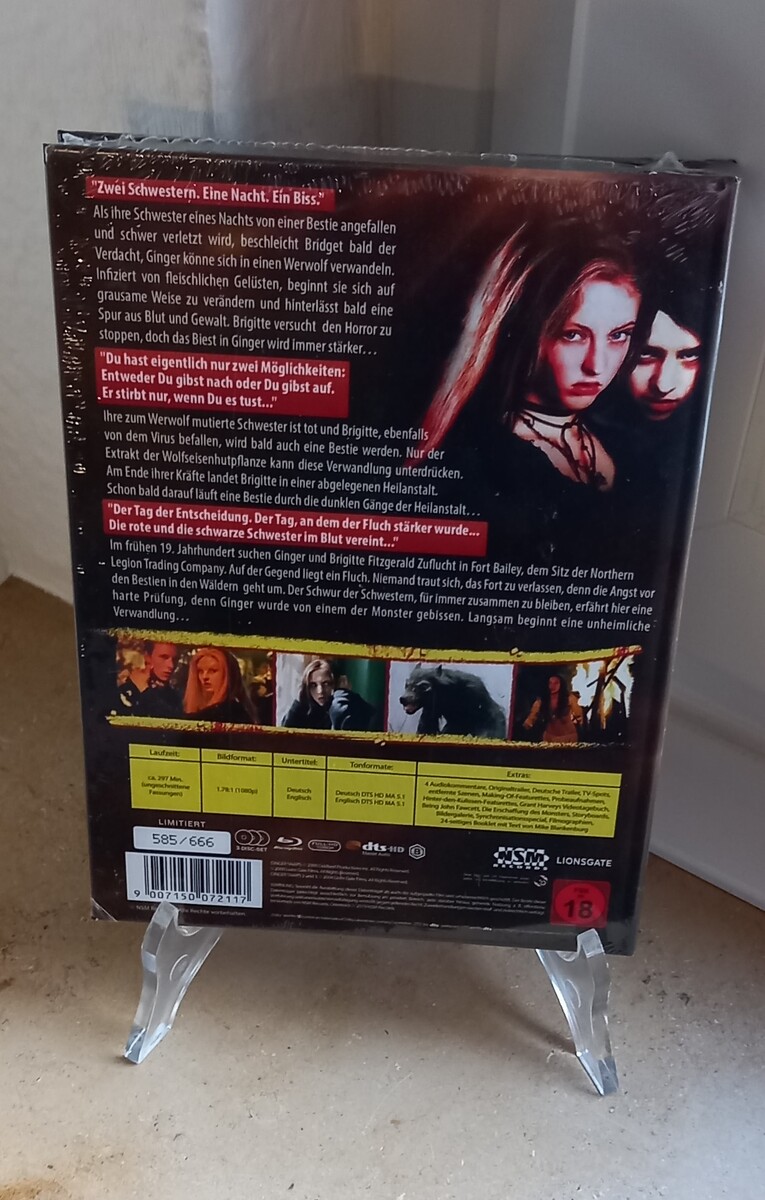 "Zwei Schwestern. Eine Nacht. Ein Biss."
Als ihre Schwester eines Nachts von einer Bestie angefallen
und schwer verletzt wird, beschleicht Bridget bald der
Verdacht, Ginger könne sich in einen Werwolf verwandeln.
Infiziert von fleischlichen Gelüsten, beginnt sie sich auf
grausame Weise zu verändern und hinterlässt bald eine
Spur aus Blut und Gewalt. Brigitte versucht den Horror zu
stoppen, doch das Biest in Ginger wird immer stärker...
"Du hast eigentlich nur zwei Möglichkeiten:
Entweder Du gibst nach oder Du gibst auf.
Er stirbt nur, wenn Du es tust..."
Ihre zum Werwolf mutierte Schwester ist tot und Brigitte, ebenfalls
von dem Virus befallen, wird bald auch eine Bestie werden. Nur der
Extrakt der Wolfseisenhutpflanze kann diese Verwandlung unterdrücken.
Am Ende ihrer Kräfte landet Brigitte in einer abgelegenen Heilanstalt.
Schon bald darauf läuft eine Bestie durch die dunklen Gänge der Heilanstalt...
"Der Tag der Entscheidung. Der Tag, an dem der Fluch stärker wurde...
Die rote und die schwarze Schwester im Blut vereint..."
Im frühen 19. Jahrhundert suchen Ginger und Brigitte Fitzgerald Zuflucht in Fort Bailey, dem Sitz der Northern
Legion Trading Company. Auf der Gegend liegt ein Fluch. Niemand traut sich, das Fort zu verlassen, denn die Angst vor
den Bestien in den Wäldern geht um. Der Schwur der Schwestern, für immer zusammen zu bleiben, erfährt hier eine
harte Prüfung, denn Ginger wurde von einem der Monster gebissen. Langsam beginnt eine unheimliche
Verwandlung...
Laufzeit: Bildformat: Untertitel: Tonformate: Extras:
ca. 297 Min.
(ungeschnittene
Fassungen)
1.78:1 (1080p)
Deutsch
Englisch
Deutsch DTS HD MA 5.1
Englisch DTS HD MA 5.1
4 Audiokommentare, Originaltrailer, Deutsche Trailer, TV-Spots,
entfernte Szenen, Making-Of-Featurettes, Probeaufnahmen,
Hinter-den-Kulissen-Featurettes, Grant Harveys Videotagebuch,
Being John Fawcett, Die Erschaffung des Monsters, Storyboards,
Bildergalerie, Synchronisationsspecial, Filmographien,
24-seitiges Booklet mit Text von Mike Blankenburg
LIMITIERT
585/666
3 DISC-SET
Blu-ray Disc
FULL HD
dts-HD
Master Audio
NSM
RECORDS
LIONSGATE
18
9 007150 072117